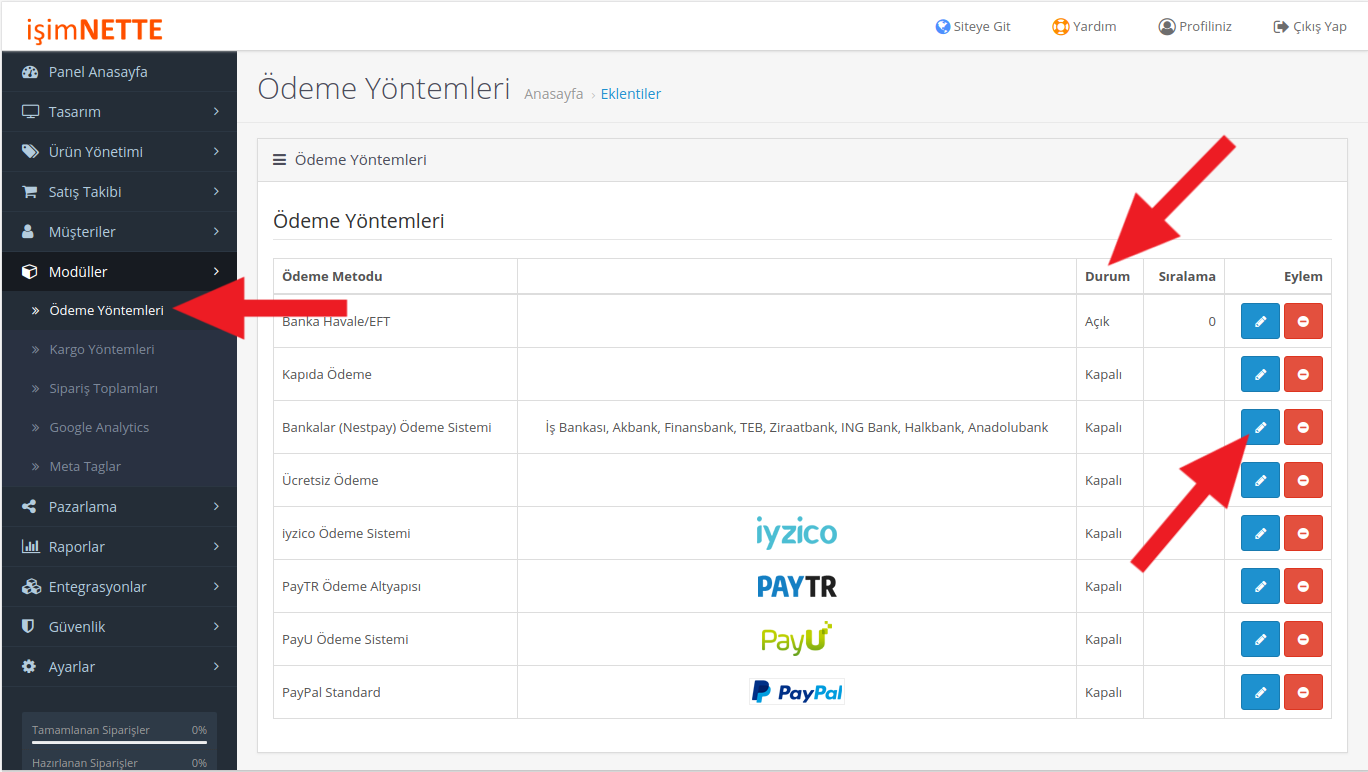 işimNETTE
Siteye Git
Yardım
Profiliniz
Çıkış Yap
Panel Anasayfa
Tasarım
Ürün Yönetimi
Satış Takibi
Müşteriler
Modüller
Ödeme Yöntemleri
Kargo Yöntemleri
Sipariş Toplamları
Google Analytics
Meta Taglar
Pazarlama
Raporlar
Entegrasyonlar
Güvenlik
Ayarlar
Tamamlanan Siparişler 0%
Hazırlanan Siparişler 0%
Ödeme Yöntemleri Anasayfa › Eklentiler
Ödeme Yöntemleri
Ödeme Yöntemleri
Ödeme Metodu Durum Sıralama Eylem
Banka Havale/EFT Açık 0
Kapıda Ödeme Kapalı
Bankalar (Nestpay) Ödeme Sistemi İş Bankası, Akbank, Finansbank, TEB, Ziraatbank, ING Bank, Halkbank, Anadolubank Kapalı
Ücretsiz Ödeme Kapalı
iyzico Ödeme Sistemi iyzico Kapalı
PayTR Ödeme Altyapısı PAYTR Kapalı
PayU Ödeme Sistemi PayU Kapalı
PayPal Standard PayPal Kapalı